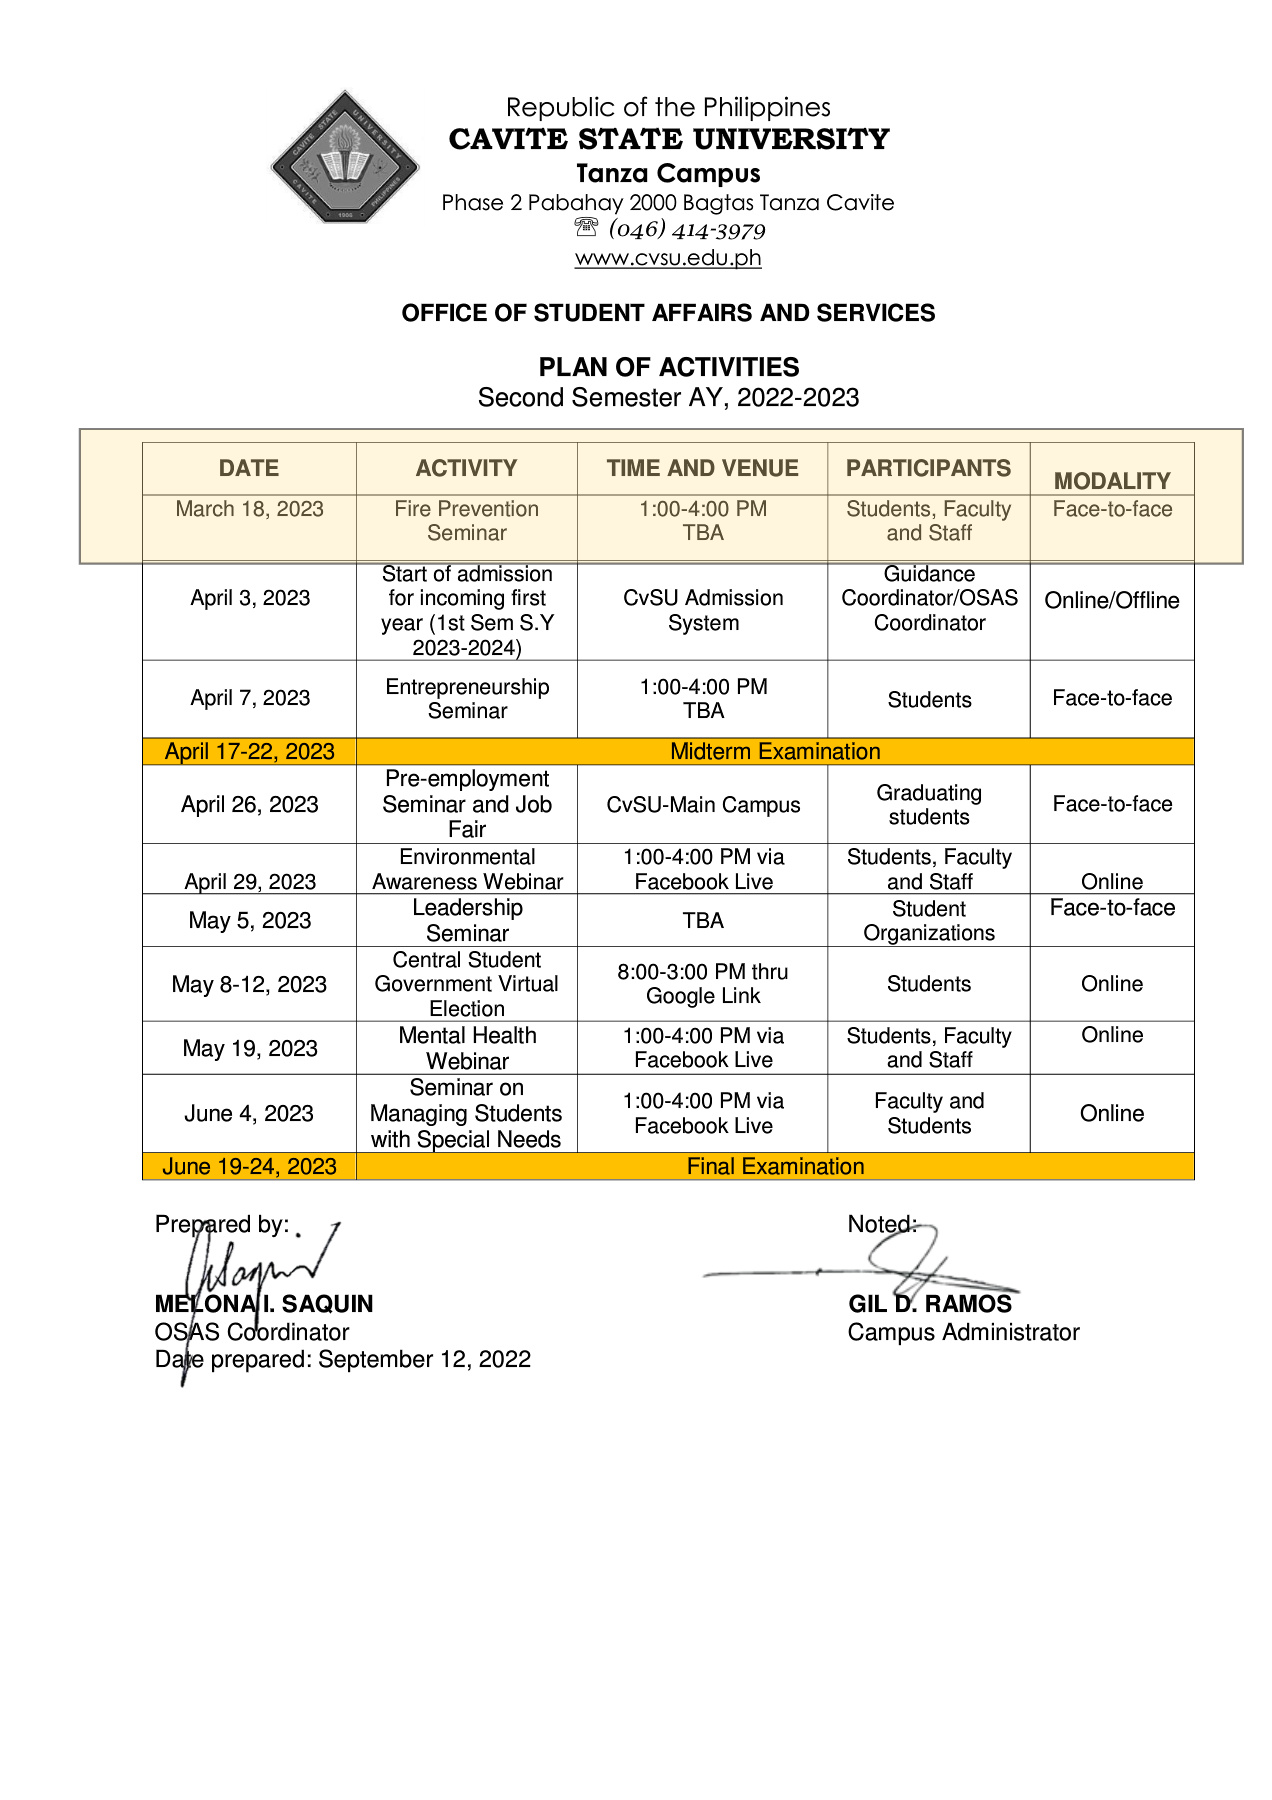 CAVITE STATE UNIVERSITY
CAVITE
PHILIPPINES
1906
Republic of the Philippines
CAVITE STATE UNIVERSITY
Tanza Campus
Phase 2 Pabahay 2000 Bagtas Tanza Cavite
☏ (046) 414-3979
www.cvsu.edu.ph
OFFICE OF STUDENT AFFAIRS AND SERVICES
PLAN OF ACTIVITIES
Second Semester AY, 2022-2023
DATE
ACTIVITY
TIME AND VENUE
PARTICIPANTS
MODALITY
March 18, 2023
Fire Prevention
Seminar
1:00-4:00 PM
TBA
Students, Faculty
and Staff
Face-to-face
April 3, 2023
Start of admission
for incoming first
year (1st Sem S.Y
2023-2024)
CvSU Admission
System
Guidance
Coordinator/OSAS
Coordinator
Online/Offline
April 7, 2023
Entrepreneurship
Seminar
1:00-4:00 PM
TBA
Students
Face-to-face
April 17-22, 2023
Midterm Examination
April 26, 2023
Pre-employment
Seminar and Job
Fair
CvSU-Main Campus
Graduating
students
Face-to-face
April 29, 2023
Environmental
Awareness Webinar
1:00-4:00 PM via
Facebook Live
Students, Faculty
and Staff
Online
May 5, 2023
Leadership
Seminar
TBA
Student
Organizations
Face-to-face
May 8-12, 2023
Central Student
Government Virtual
Election
8:00-3:00 PM thru
Google Link
Students
Online
May 19, 2023
Mental Health
Webinar
1:00-4:00 PM via
Facebook Live
Students, Faculty
and Staff
Online
June 4, 2023
Seminar on
Managing Students
with Special Needs
1:00-4:00 PM via
Facebook Live
Faculty and
Students
Online
June 19-24, 2023
Final Examination
Prepared by:
MELONA I. SAQUIN
OSAS Coordinator
Date prepared: September 12, 2022
Noted:
GIL D. RAMOS
Campus Administrator